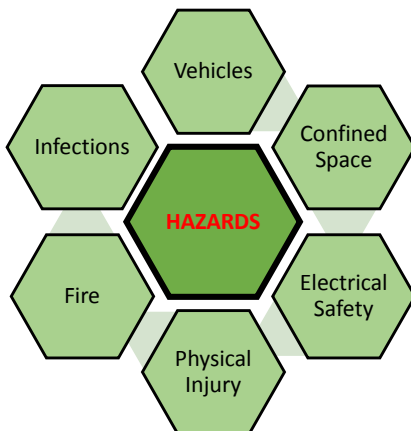 Vehicles
Confined
Space
Infections
HAZARDS
Electrical
Safety
Fire
Physical
Injury